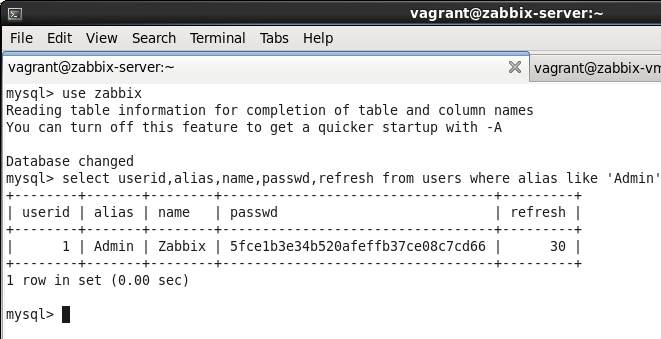 vagrant@zabbix-server:~
File Edit View Search Terminal Tabs Help
vagrant@zabbix-server:~ vagrant@zabbix-vm
mysql> use zabbix
Reading table information for completion of table and column names
You can turn off this feature to get a quicker startup with -A
Database changed
mysql> select userid,alias,name,passwd,refresh from users where alias like 'Admin'
+--------+-------+--------+----------------------------------+---------+
| userid | alias | name   | passwd                           | refresh |
+--------+-------+--------+----------------------------------+---------+
|      1 | Admin | Zabbix | 5fce1b3e34b520afeffb37ce08c7cd66 |      30 |
+--------+-------+--------+----------------------------------+---------+
1 row in set (0.00 sec)
mysql>